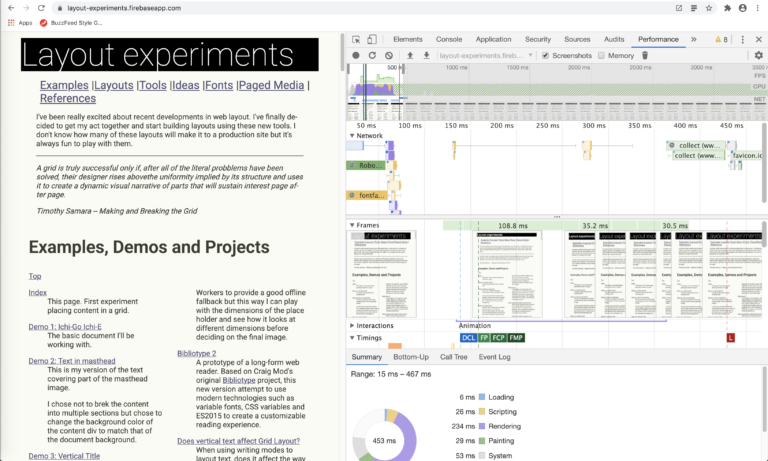 layout-experiments.firebaseapp.com
Apps
BuzzFeed Style G...
Layout experiments
Examples |Layouts |Tools |Ideas |Fonts |Paged Media |
References
I've been really excited about recent developments in web layout. I've finally de-
cided to get my act together and start building layouts using these new tools. I
don't know how many of these layouts will make it to a production site but it's
always fun to play with them.
A grid is truly successful only if, after all of the literal probblems have been
solved, their designer rises abovethe uniformity implied by its structure and uses
it to create a dynamic visual narrative of parts that will sustain interest page af-
ter page.
Timothy Samara – Making and Breaking the Grid
Examples, Demos and Projects
Top
Index
This page. First experiment
placing content in a grid.
Demo 1: Ichi-Go Ichi-E
The basic document I'll be
working with.
Demo 2: Text in masthead
This is my version of the text
covering part of the masthead
image.
I chose not to brek the content
into multiple sections but chose to
change the background color of
the content div to match that of
the document background.
Demo 3: Vertical Title
Workers to provide a good offline
fallback but this way I can play
with the dimensions of the place
holder and see how it looks at
different dimensions before
deciding on the final image.
Bibliotype 2
A prototype of a long-form web
reader. Based on Craig Mod's
original Bibliotype project, this
new version attempt to use
modern technologies such as
variable fonts, CSS variables and
ES2015 to create a customizable
reading experience.
Does vertical text affect Grid Layout?
When using writing modes to
layout text, does it affect the way
Elements Console Application Security Sources Audits Performance » 8
layout-experiments.fireb... Screenshots Memory
500 1000 ms 1500 ms 2000 ms 2500 ms 3000 ms 3500
FPS
CPU
NET
50 ms 100 ms 150 ms 200 ms 250 ms 300 ms 350 ms 400 ms 450 ms
Network
collect (ww...
Robo...
collect (www... favicon.ic
fontfa...
Frames
108.8 ms 35.2 ms 30.5 ms
Interactions Animation
Timings DCL FP FCP FMP L
Summary Bottom-Up Call Tree Event Log
Range: 15 ms – 467 ms
453 ms
6 ms Loading
26 ms Scripting
234 ms Rendering
29 ms Painting
53 ms System